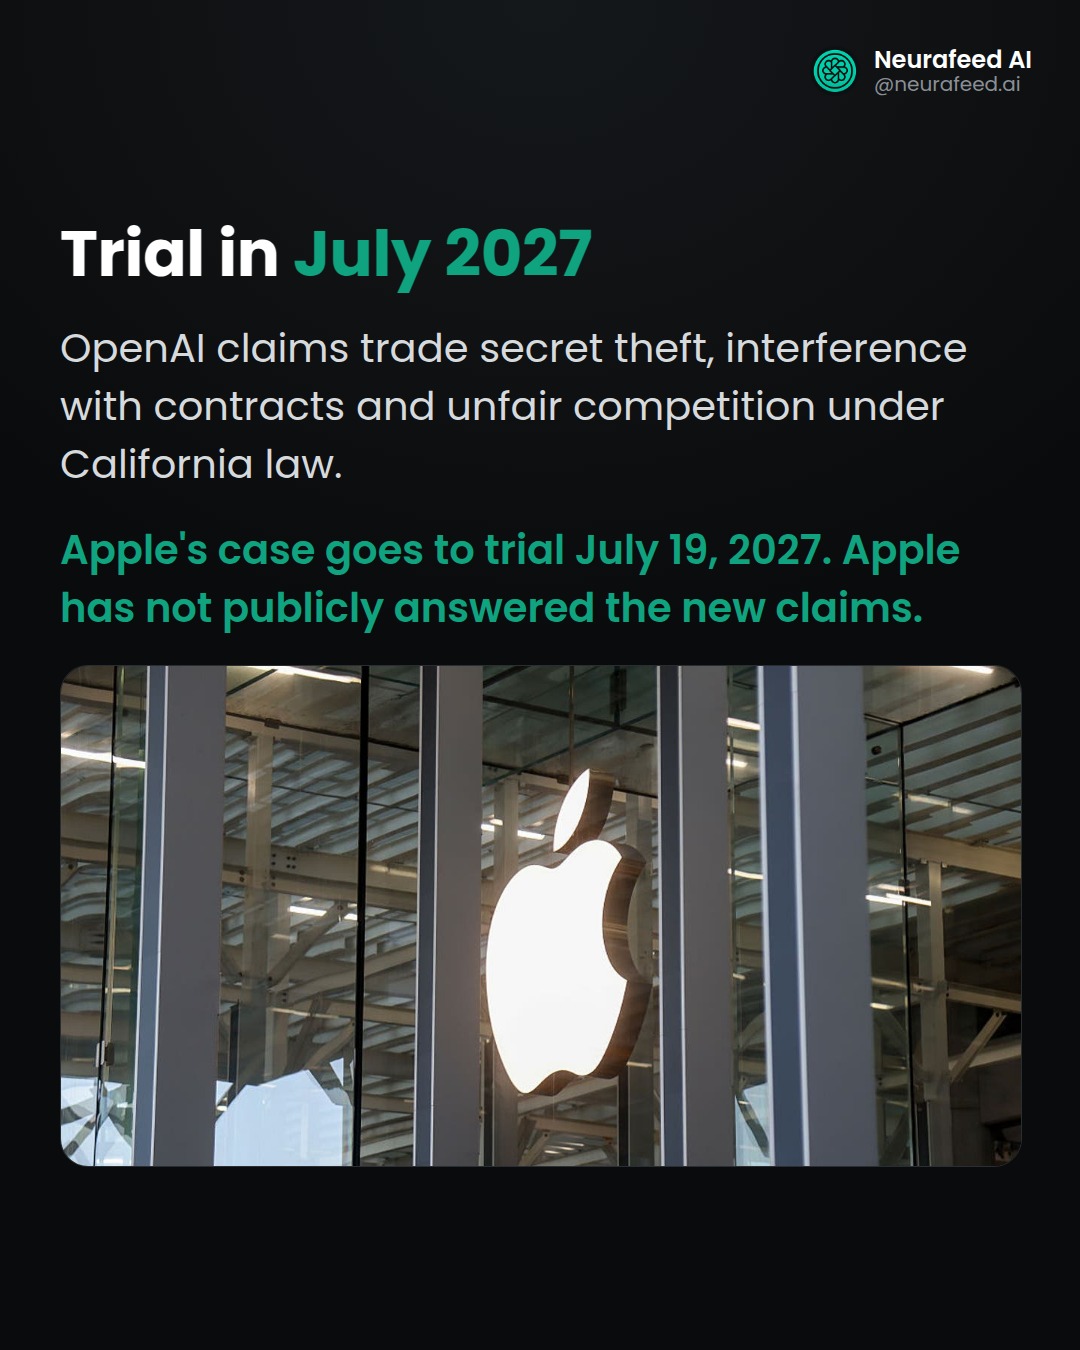 Neurafeed AI
@neurafeed.ai
Trial in July 2027
OpenAI claims trade secret theft, interference
with contracts and unfair competition under
California law.
Apple's case goes to trial July 19, 2027. Apple
has not publicly answered the new claims.